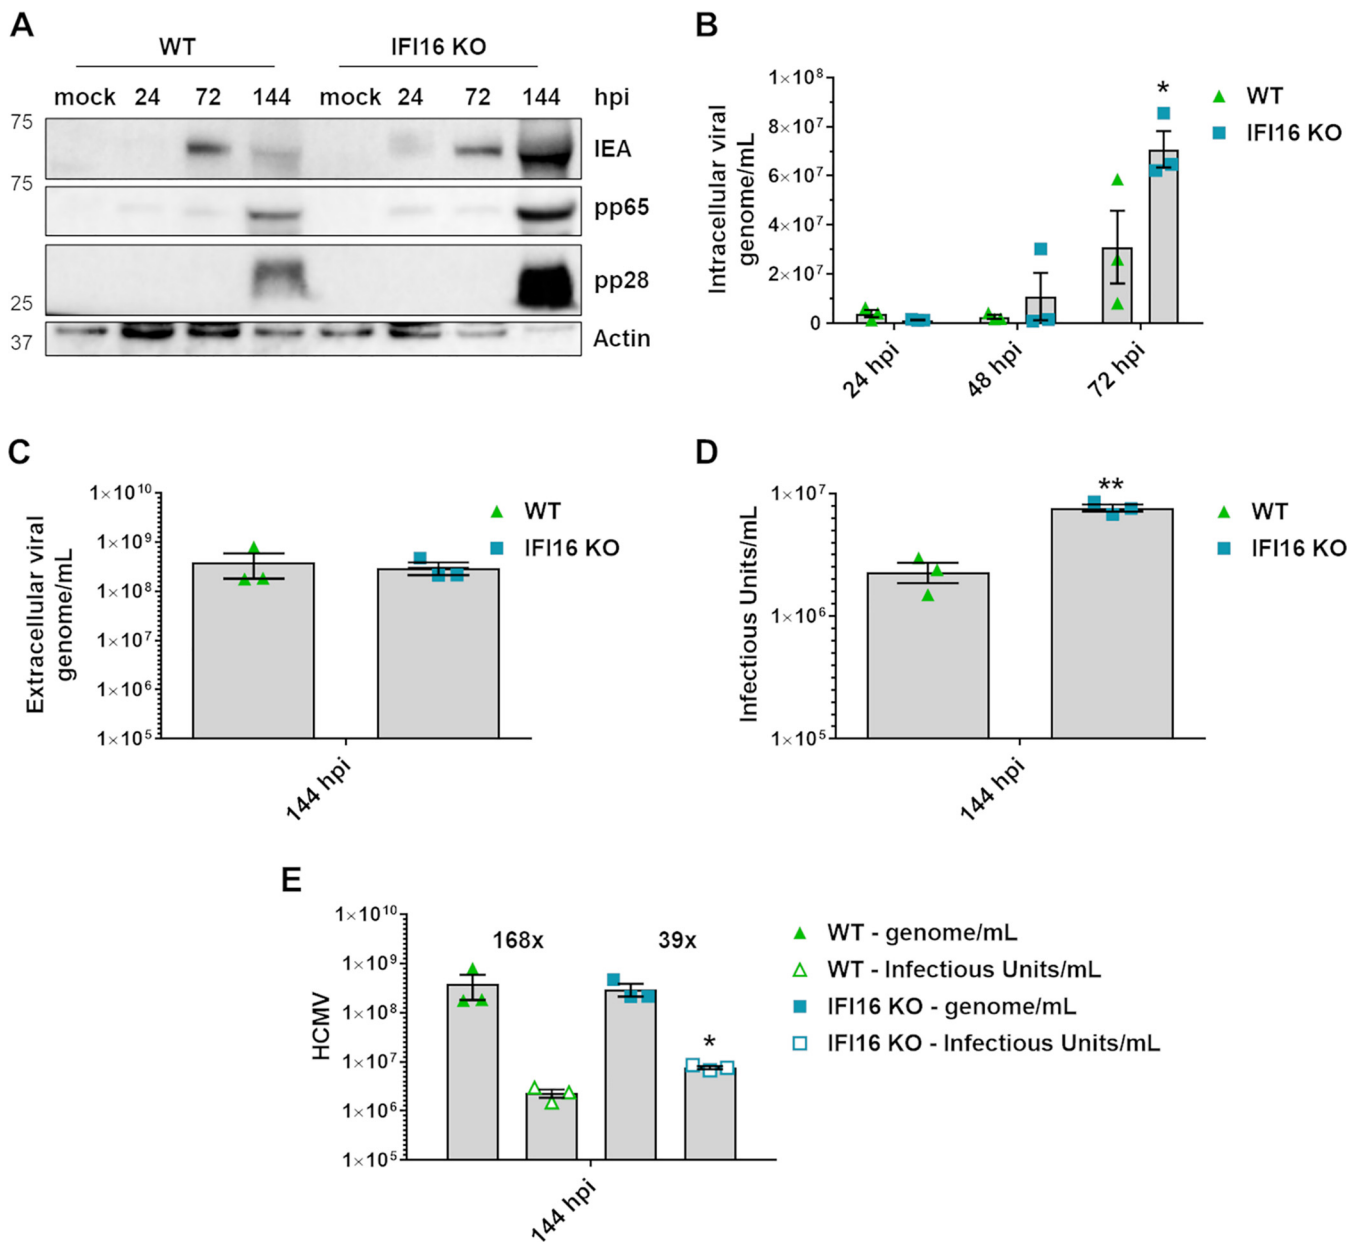 A
WT
IFI16 KO
mock 24 72 144 mock 24 72 144 hpi
75
IEA
75
pp65
pp28
25
Actin
37
B
Intracellular viral
genome/mL
1×10⁸
8×10⁷
6×10⁷
4×10⁷
2×10⁷
0
*
24 hpi
48 hpi
72 hpi
WT
IFI16 KO
C
Extracellular viral
genome/mL
1×10¹⁰
1×10⁹
1×10⁸
1×10⁷
1×10⁶
1×10⁵
144 hpi
WT
IFI16 KO
D
Infectious Units/mL
1×10⁷
1×10⁶
1×10⁵
**
144 hpi
WT
IFI16 KO
E
HCMV
1×10¹⁰
1×10⁹
1×10⁸
1×10⁷
1×10⁶
1×10⁵
168x
39x
*
144 hpi
WT - genome/mL
WT - Infectious Units/mL
IFI16 KO - genome/mL
IFI16 KO - Infectious Units/mL